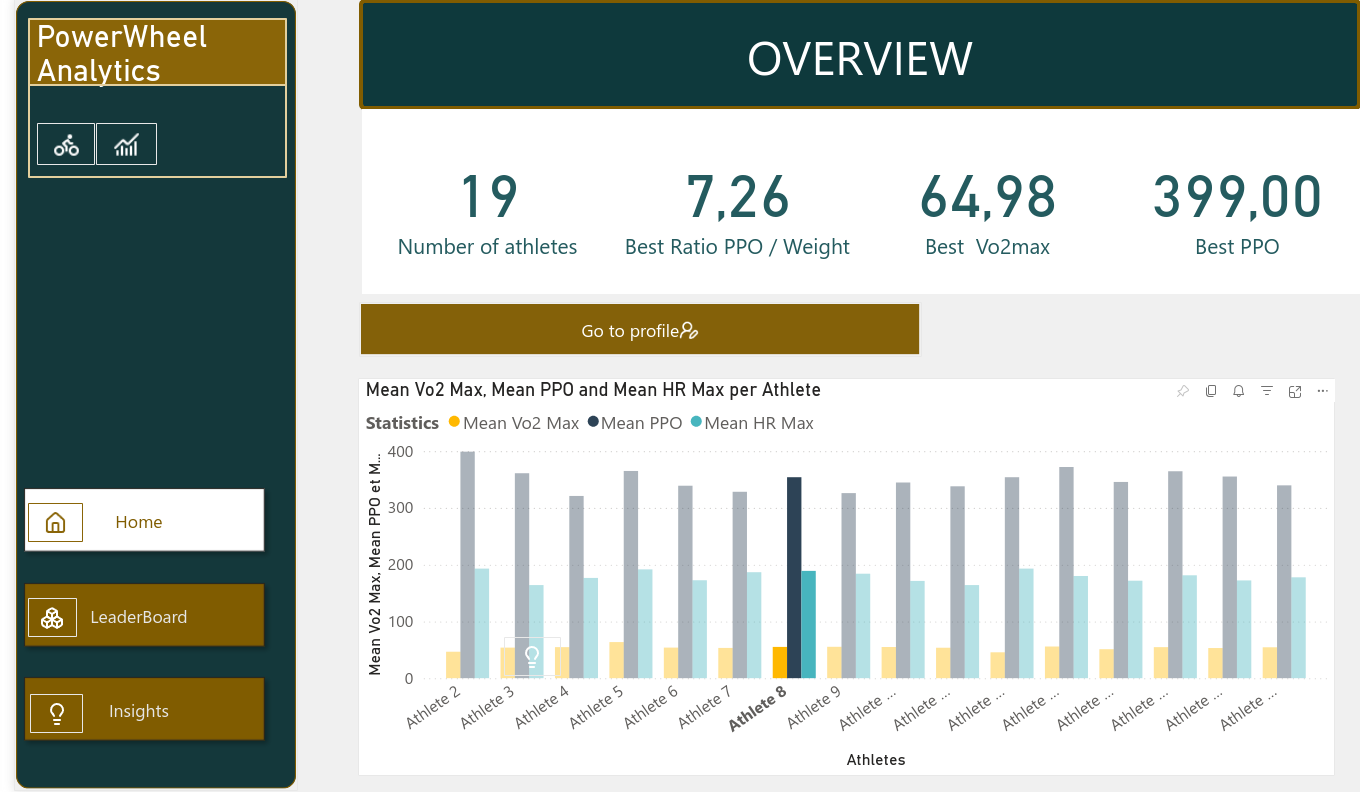 PowerWheel
Analytics
OVERVIEW
19
Number of athletes
7,26
Best Ratio PPO / Weight
64,98
Best  Vo2max
399,00
Best PPO
Go to profile
Mean Vo2 Max, Mean PPO and Mean HR Max per Athlete
Statistics Mean Vo2 Max Mean PPO Mean HR Max
Mean Vo2 Max, Mean PPO et M...
400
300
200
100
0
Athlete 2
Athlete 3
Athlete 4
Athlete 5
Athlete 6
Athlete 7
Athlete 8
Athlete 9
Athlete ...
Athlete ...
Athlete ...
Athlete ...
Athlete ...
Athlete ...
Athlete ...
Athlete ...
Athletes
Home
LeaderBoard
Insights